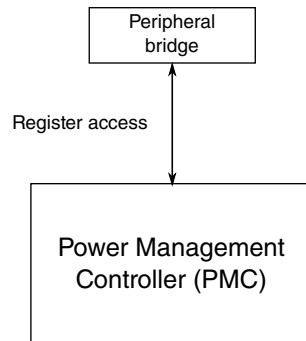 Peripheral
bridge
Register access
Power Management
Controller (PMC)